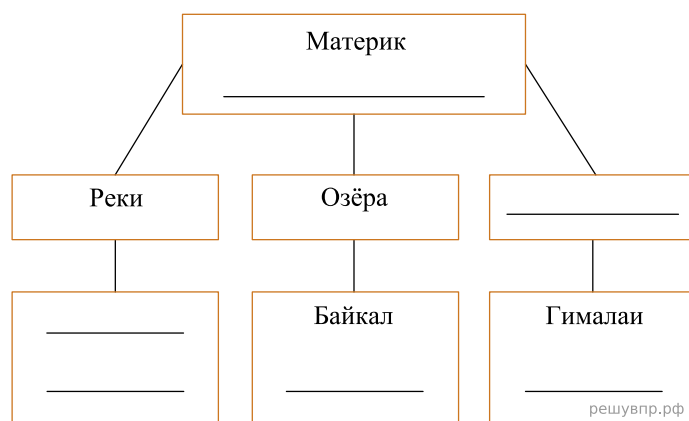 Материк
Реки
Озёра
Байкал
Гималаи
решувпр.рф